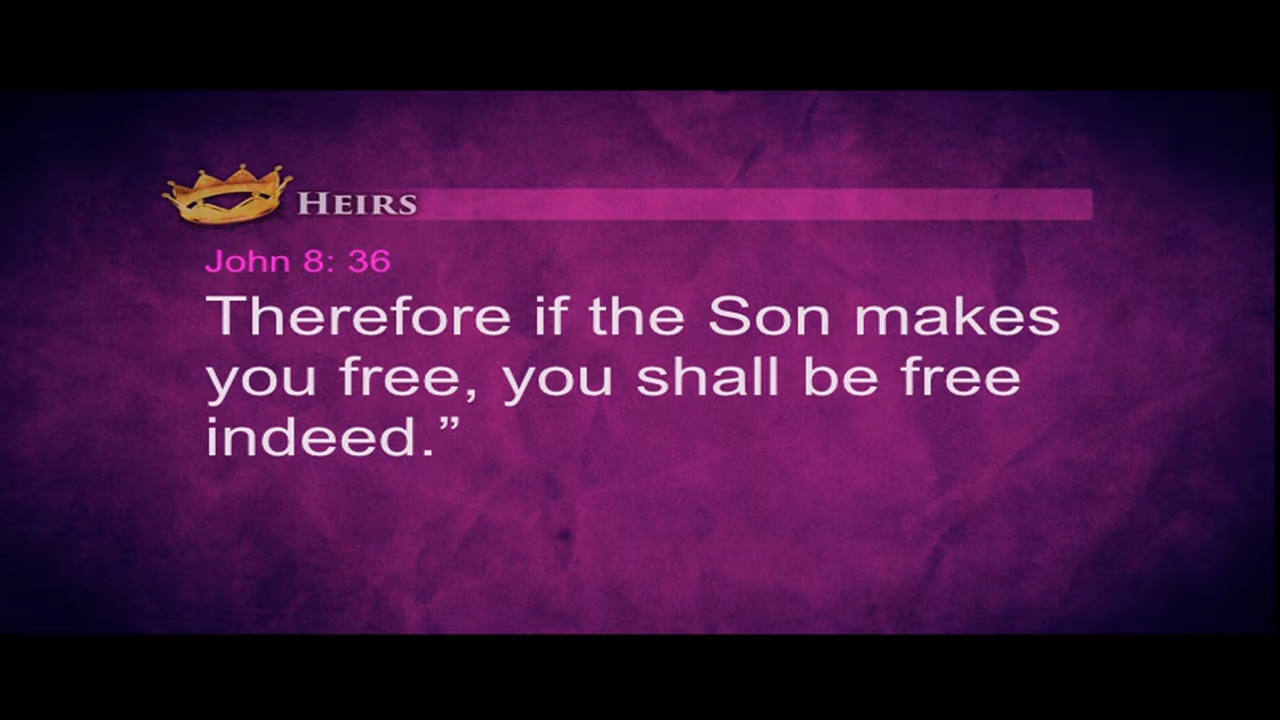 HEIRS
John 8: 36
Therefore if the Son makes
you free, you shall be free
indeed.”